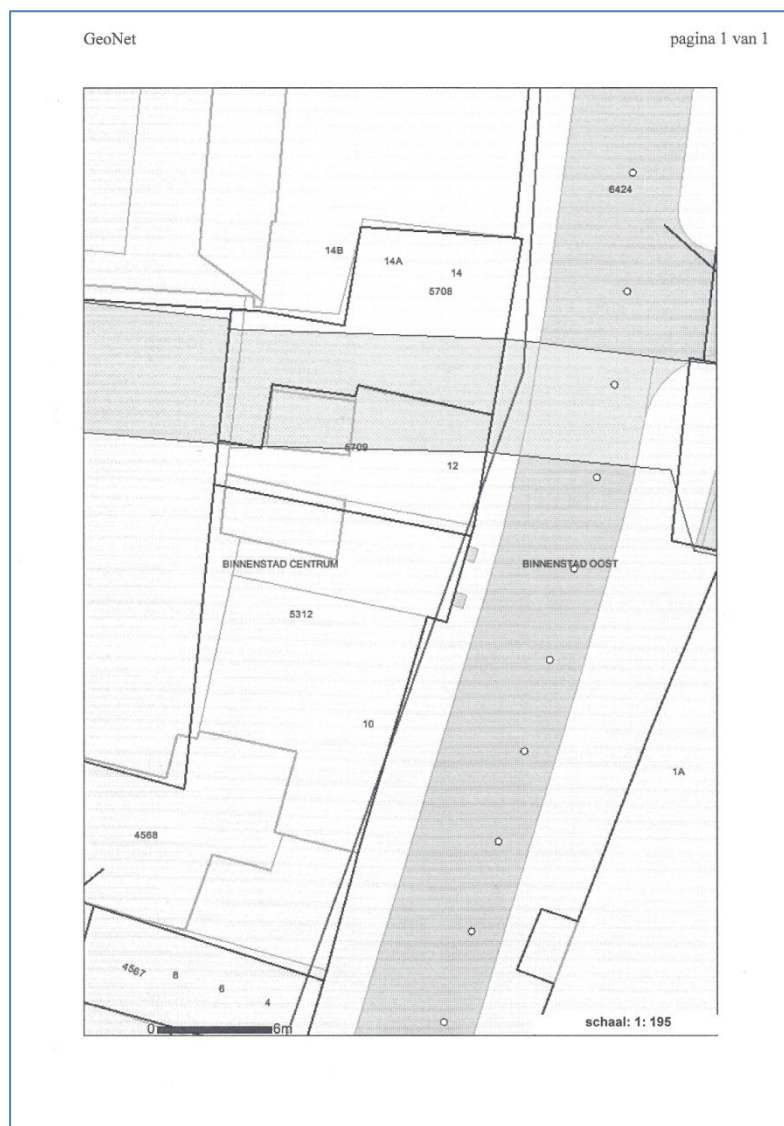 GeoNet pagina 1 van 1
6424
14B
14A
14
5708
5709
12
BINNENSTAD CENTRUM BINNENSTAD OOST
5312
10
1A
4568
4567
8
6
4
0 6m
schaal: 1: 195